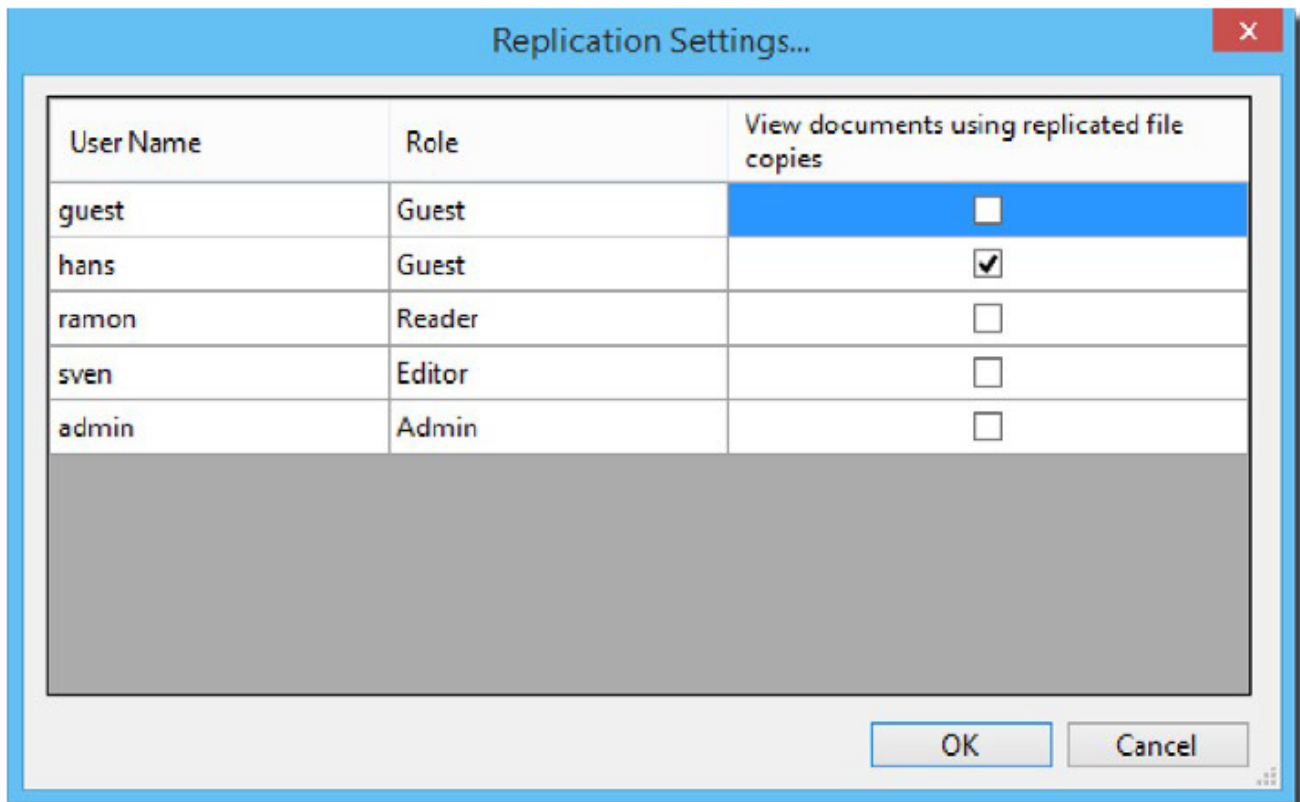 Replication Settings...
x
User Name Role View documents using replicated file
copies
guest Guest
hans Guest
ramon Reader
sven Editor
admin Admin
OK Cancel